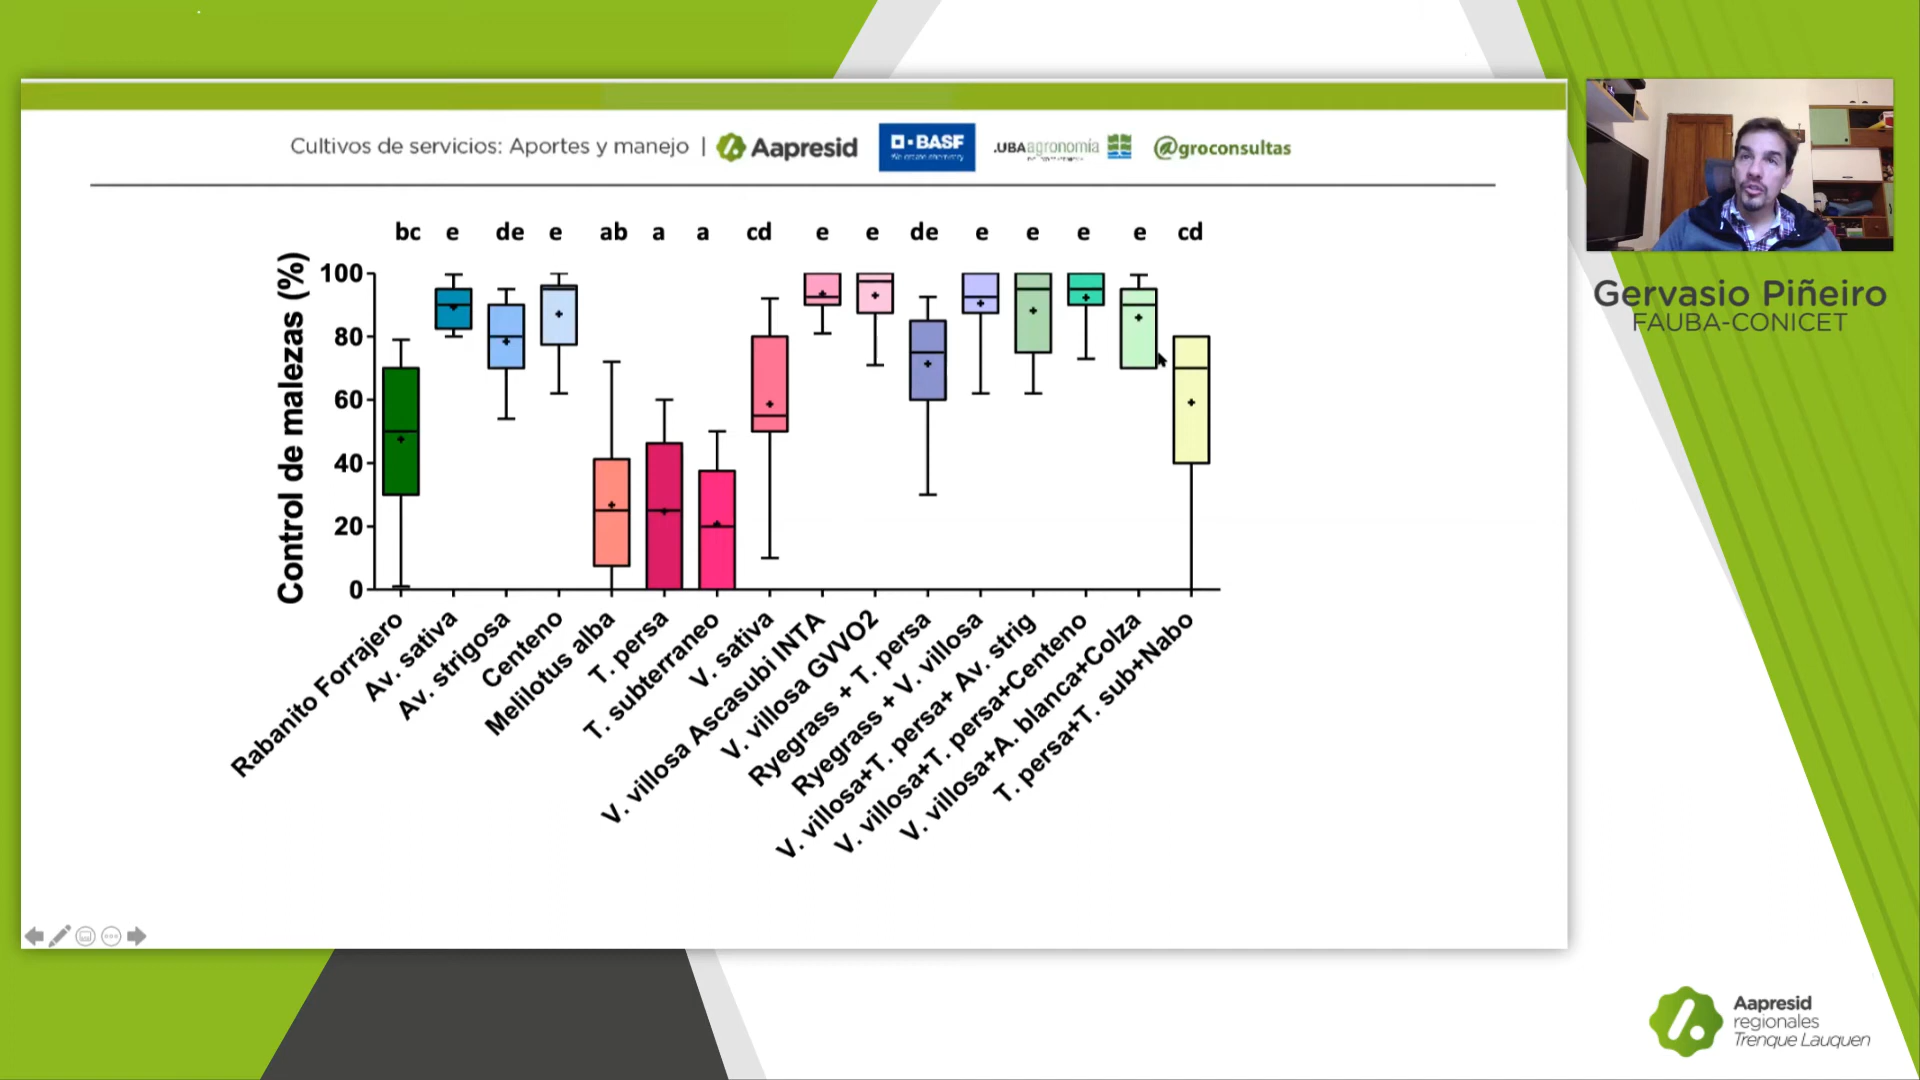 Cultivos de servicios: Aportes y manejo | Aapresid BASF We create chemistry .UBAagronomía @groconsultas
bc e de e ab a a cd e e de e e e e cd
Control de malezas (%)
100
80
60
40
20
0
Rabanito Forrajero
Av. sativa
Av. strigosa
Centeno
Melilotus alba
T. persa
T. subterraneo
V. sativa
V. villosa Ascasubi INTA
V. villosa GVVO2
Ryegrass + T. persa
Ryegrass + V. villosa
V. villosa+T. persa+ Av. strig
V. villosa+T. persa+Centeno
V. villosa+A. blanca+Colza
T. persa+T. sub+Nabo
Gervasio Piñeiro
FAUBA-CONICET
Aapresid
regionales
Trenque Lauquen